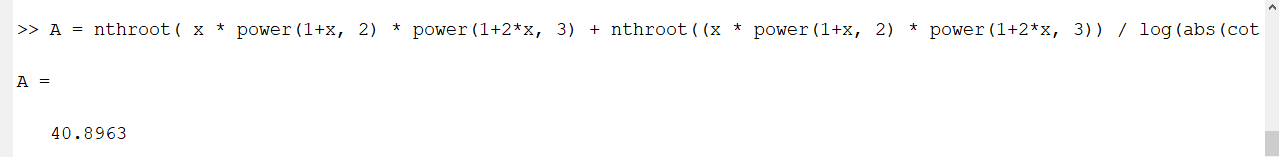 >> A = nthroot( x * power(1+x, 2) * power(1+2*x, 3) + nthroot((x * power(1+x, 2) * power(1+2*x, 3)) / log(abs(cot
A =
40.8963